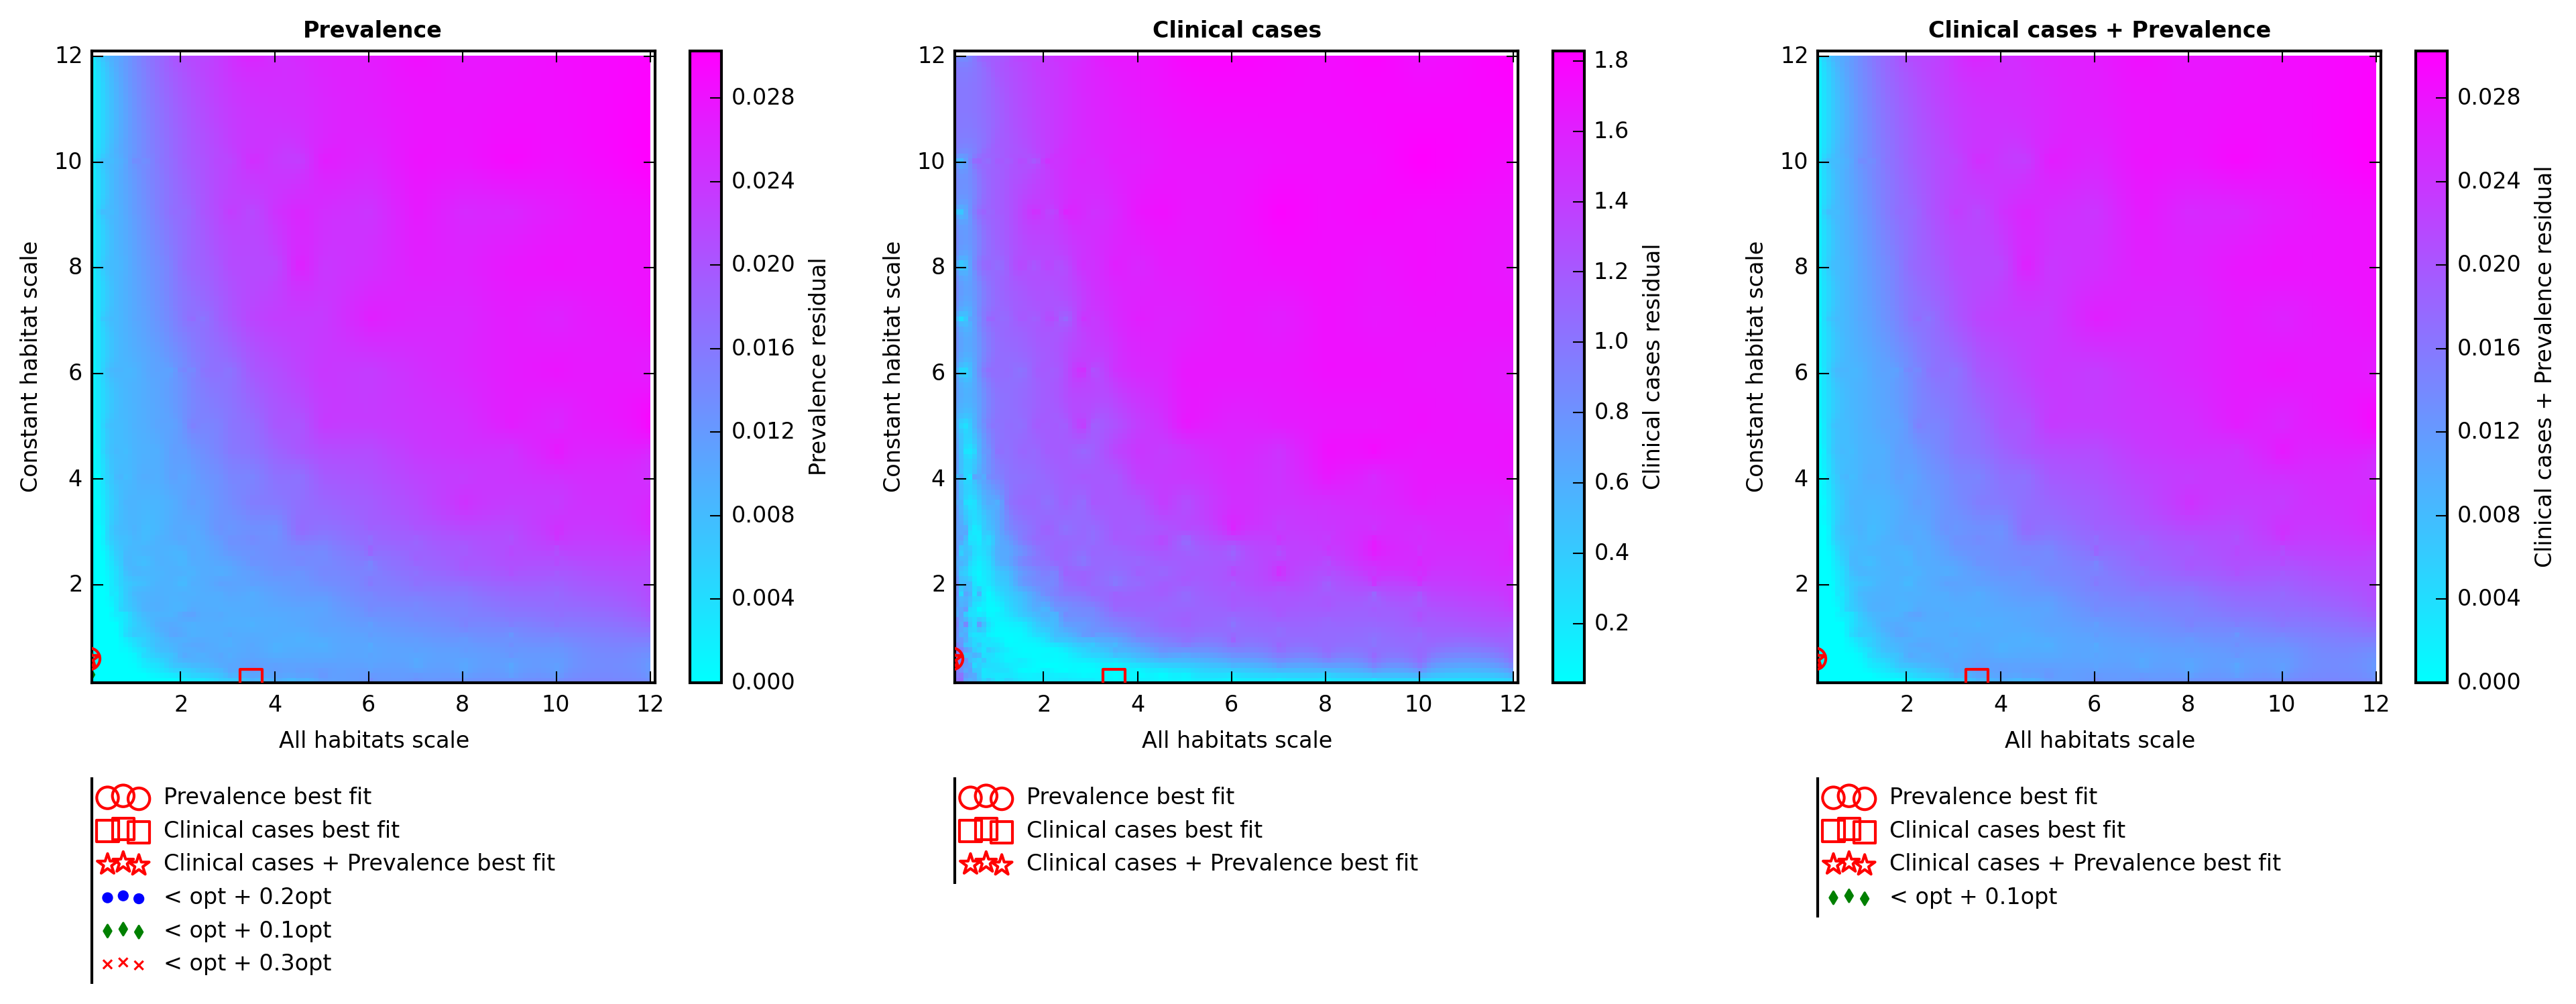 Prevalence
12
10
8
6
4
2
Constant habitat scale
2 4 6 8 10 12
All habitats scale
0.028
0.024
0.020
0.016
0.012
0.008
0.004
0.000
Prevalence residual
Prevalence best fit
Clinical cases best fit
Clinical cases + Prevalence best fit
< opt + 0.2opt
< opt + 0.1opt
< opt + 0.3opt
Clinical cases
12
10
8
6
4
2
Constant habitat scale
2 4 6 8 10 12
All habitats scale
1.8
1.6
1.4
1.2
1.0
0.8
0.6
0.4
0.2
Clinical cases residual
Prevalence best fit
Clinical cases best fit
Clinical cases + Prevalence best fit
Clinical cases + Prevalence
12
10
8
6
4
2
Constant habitat scale
2 4 6 8 10 12
All habitats scale
0.028
0.024
0.020
0.016
0.012
0.008
0.004
0.000
Clinical cases + Prevalence residual
Prevalence best fit
Clinical cases best fit
Clinical cases + Prevalence best fit
< opt + 0.1opt